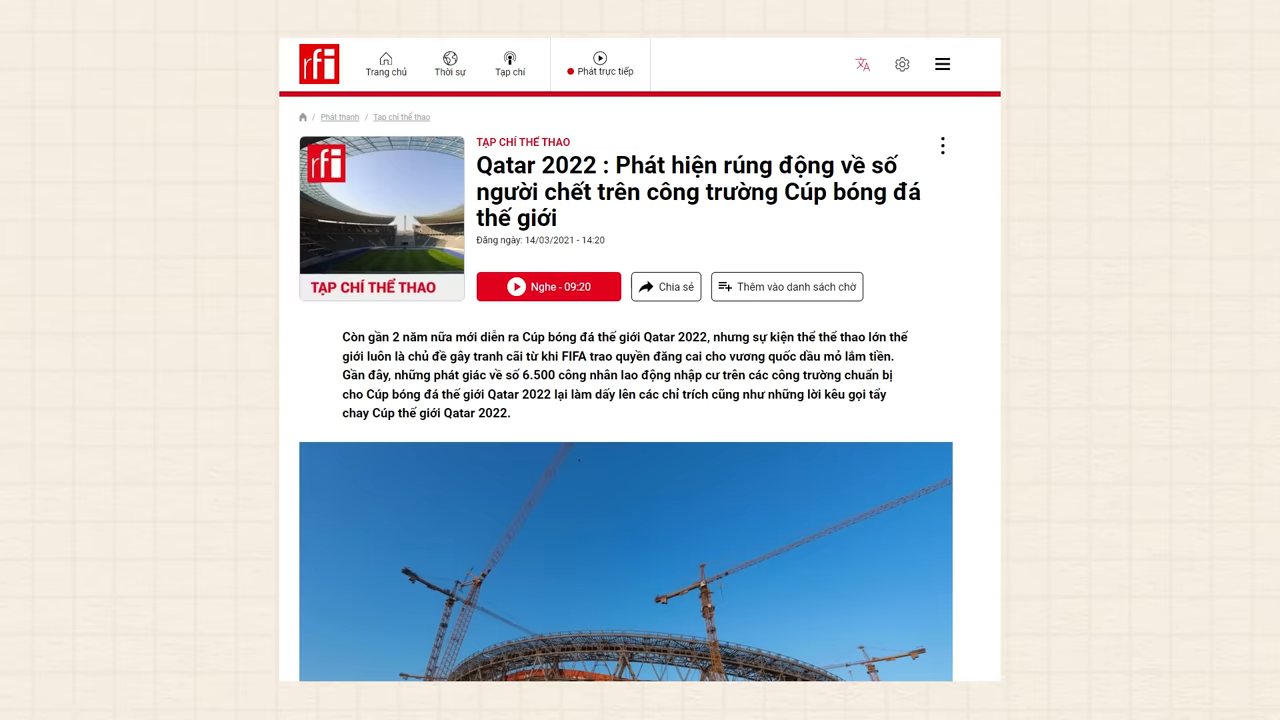 rfi
Trang chủ
Thời sự
Tạp chí
Phát trực tiếp
Phát thanh / Tạp chí thể thao
rfi
TẠP CHÍ THỂ THAO
TẠP CHÍ THỂ THAO
Qatar 2022 : Phát hiện rúng động về số
người chết trên công trường Cúp bóng đá
thế giới
Đăng ngày: 14/03/2021 - 14:20
Nghe - 09:20
Chia sẻ
Thêm vào danh sách chờ
Còn gần 2 năm nữa mới diễn ra Cúp bóng đá thế giới Qatar 2022, nhưng sự kiện thể thể thao lớn thế
giới luôn là chủ đề gây tranh cãi từ khi FIFA trao quyền đăng cai cho vương quốc dầu mỏ lắm tiền.
Gần đây, những phát giác về số 6.500 công nhân lao động nhập cư trên các công trường chuẩn bị
cho Cúp bóng đá thế giới Qatar 2022 lại làm dấy lên các chỉ trích cũng như những lời kêu gọi tẩy
chay Cúp thế giới Qatar 2022.